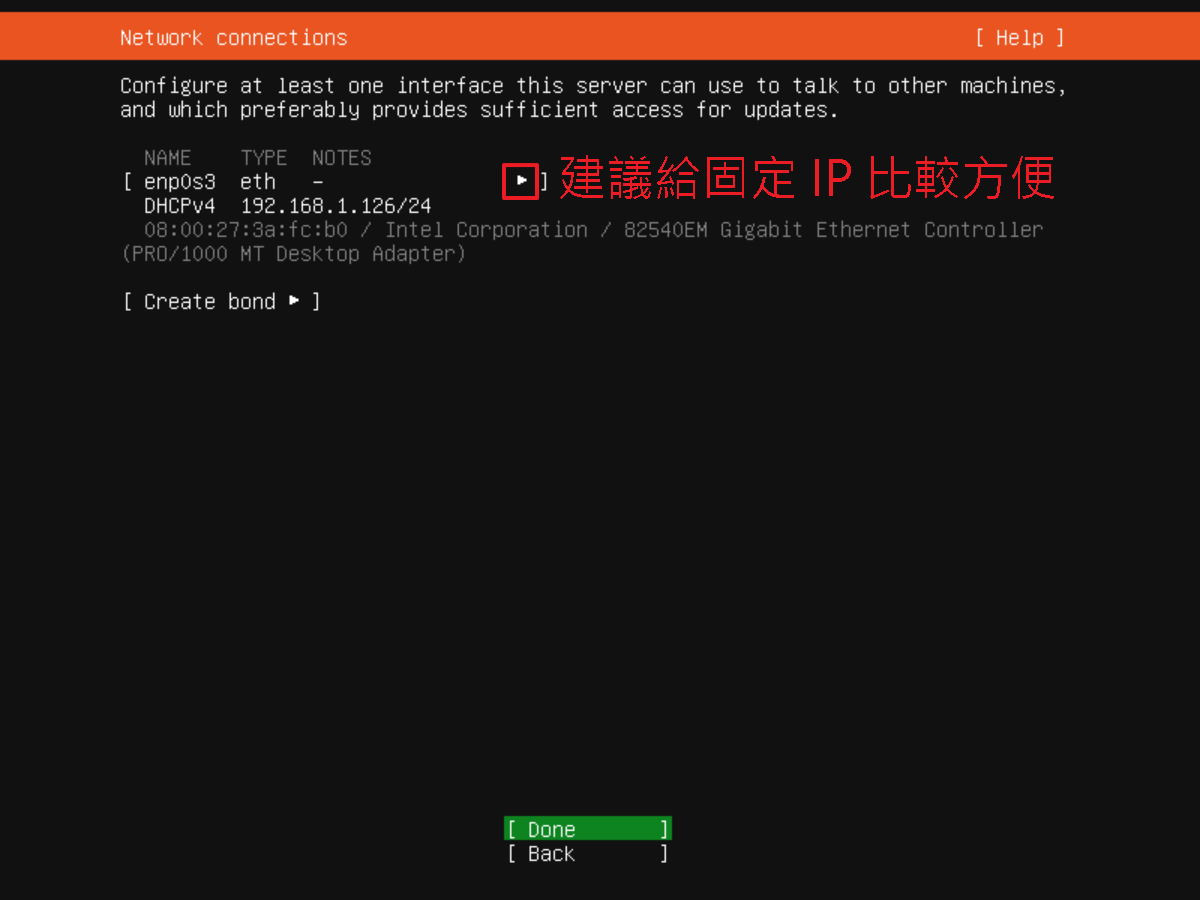 Network connections [ Help ]
Configure at least one interface this server can use to talk to other machines,
and which preferably provides sufficient access for updates.
NAME TYPE NOTES
[ enp0s3 eth - ▸ ] 建議給固定 IP 比較方便
DHCPv4 192.168.1.126/24
08:00:27:3a:fc:b0 / Intel Corporation / 82540EM Gigabit Ethernet Controller
(PRO/1000 MT Desktop Adapter)
[ Create bond ▸ ]
[ Done ]
[ Back ]